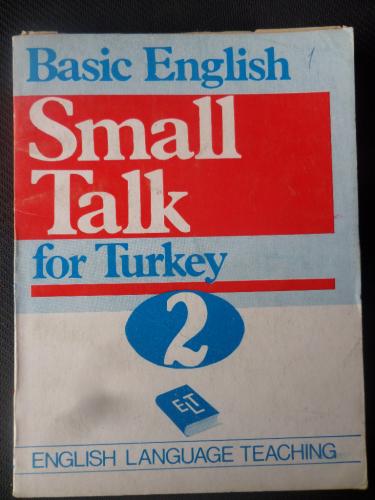 Basic English
Small
Talk
for Turkey
2
ELT
ENGLISH LANGUAGE TEACHING